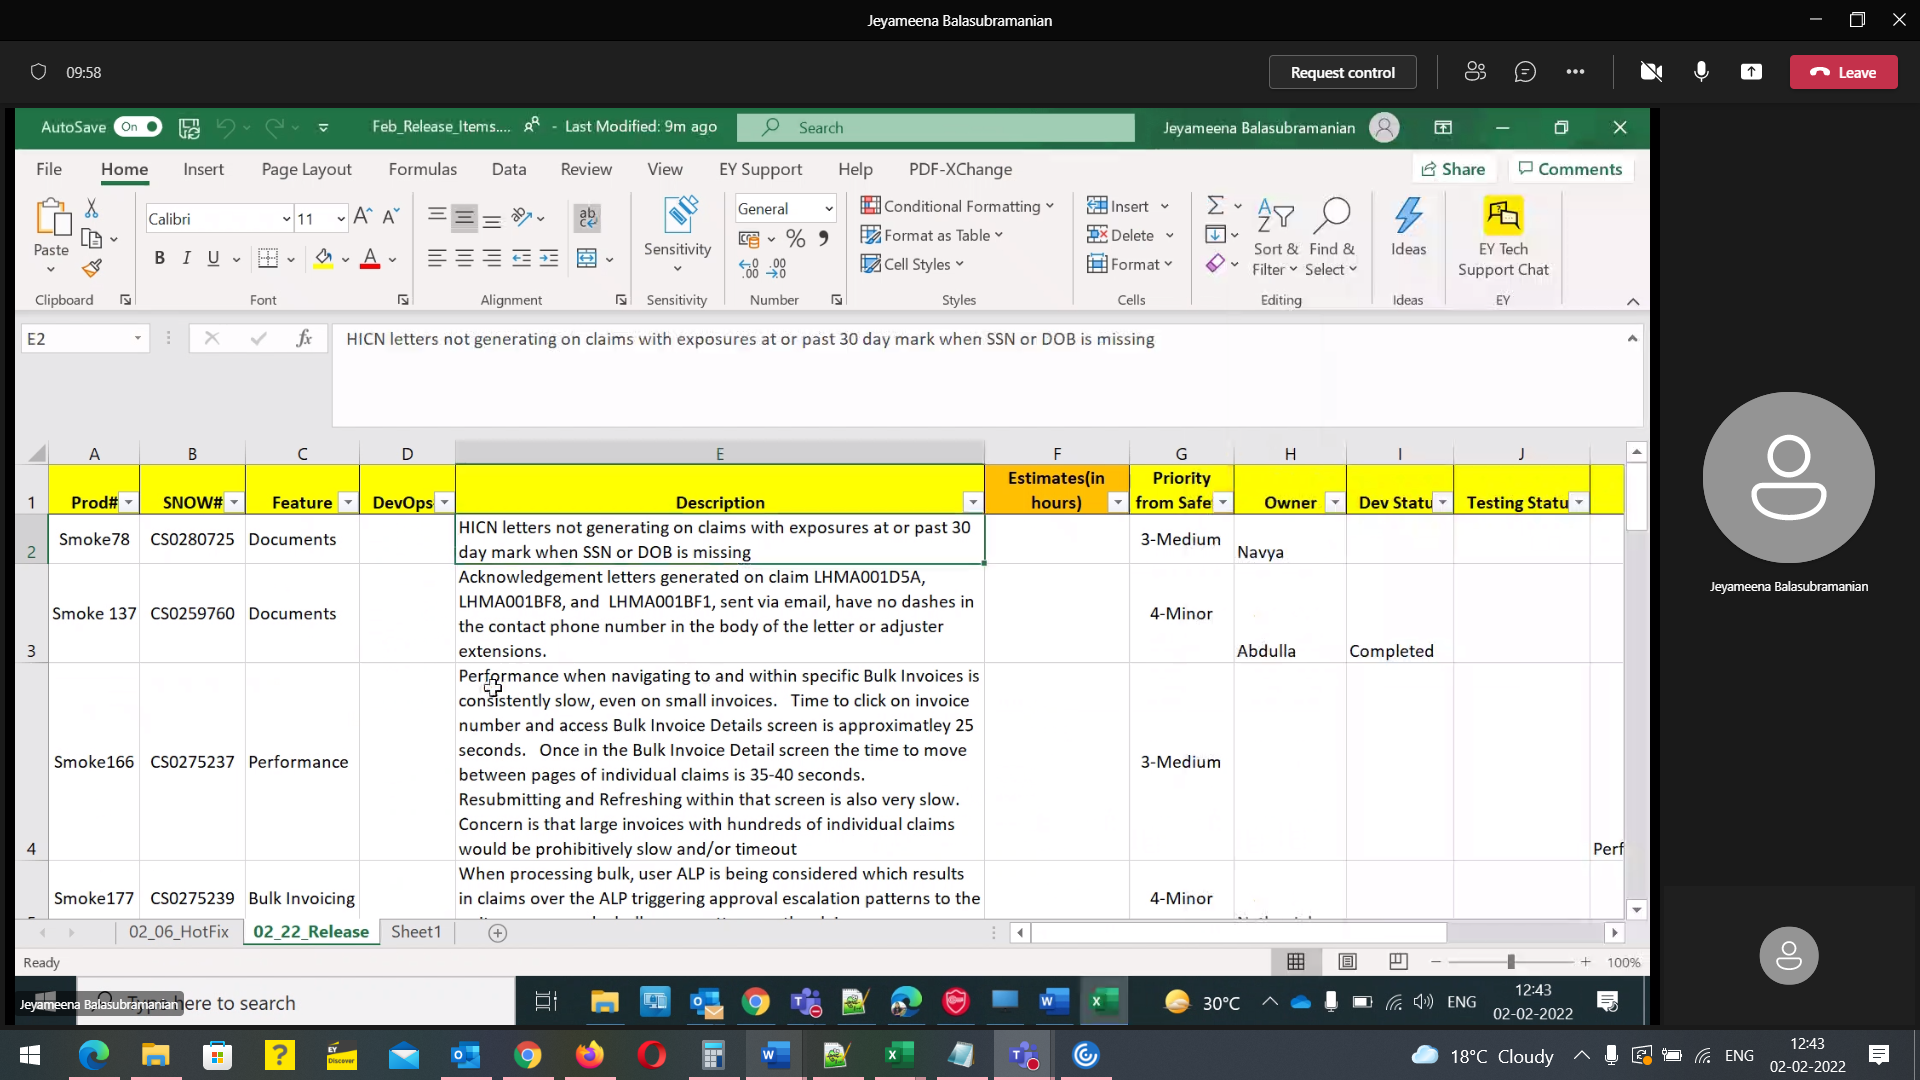 Jeyameena Balasubramanian
09:58
Request control
Leave
AutoSave On Feb_Release_Items.... - Last Modified: 9m ago Search Jeyameena Balasubramanian
File Home Insert Page Layout Formulas Data Review View EY Support Help PDF-XChange Share Comments
Paste
Calibri 11
B I U
Sensitivity
General
Conditional Formatting
Format as Table
Cell Styles
Insert
Delete
Format
Sort & Filter
Find & Select
Ideas
EY Tech Support Chat
Clipboard Font Alignment Sensitivity Number Styles Cells Editing Ideas EY
E2 fx HICN letters not generating on claims with exposures at or past 30 day mark when SSN or DOB is missing
A B C D E F G H I J
1 Prod# SNOW# Feature DevOps Description Estimates(in hours) Priority from Safe Owner Dev Statu Testing Statu
2 Smoke78 CS0280725 Documents HICN letters not generating on claims with exposures at or past 30
day mark when SSN or DOB is missing 3-Medium Navya
3 Smoke 137 CS0259760 Documents Acknowledgement letters generated on claim LHMA001D5A,
LHMA001BF8, and LHMA001BF1, sent via email, have no dashes in
the contact phone number in the body of the letter or adjuster
extensions. 4-Minor Abdulla Completed
4 Smoke166 CS0275237 Performance Performance when navigating to and within specific Bulk Invoices is
consistently slow, even on small invoices. Time to click on invoice
number and access Bulk Invoice Details screen is approximatley 25
seconds. Once in the Bulk Invoice Detail screen the time to move
between pages of individual claims is 35-40 seconds.
Resubmitting and Refreshing within that screen is also very slow.
Concern is that large invoices with hundreds of individual claims
would be prohibitively slow and/or timeout 3-Medium Perf
Smoke177 CS0275239 Bulk Invoicing When processing bulk, user ALP is being considered which results
in claims over the ALP triggering approval escalation patterns to the 4-Minor
02_06_HotFix 02_22_Release Sheet1
Ready 100%
Jeyameena Balasubramanian
Jeyameena Balasubramanian
here to search
30°C ENG 12:43
02-02-2022
EY Discover
18°C Cloudy ENG 12:43
02-02-2022